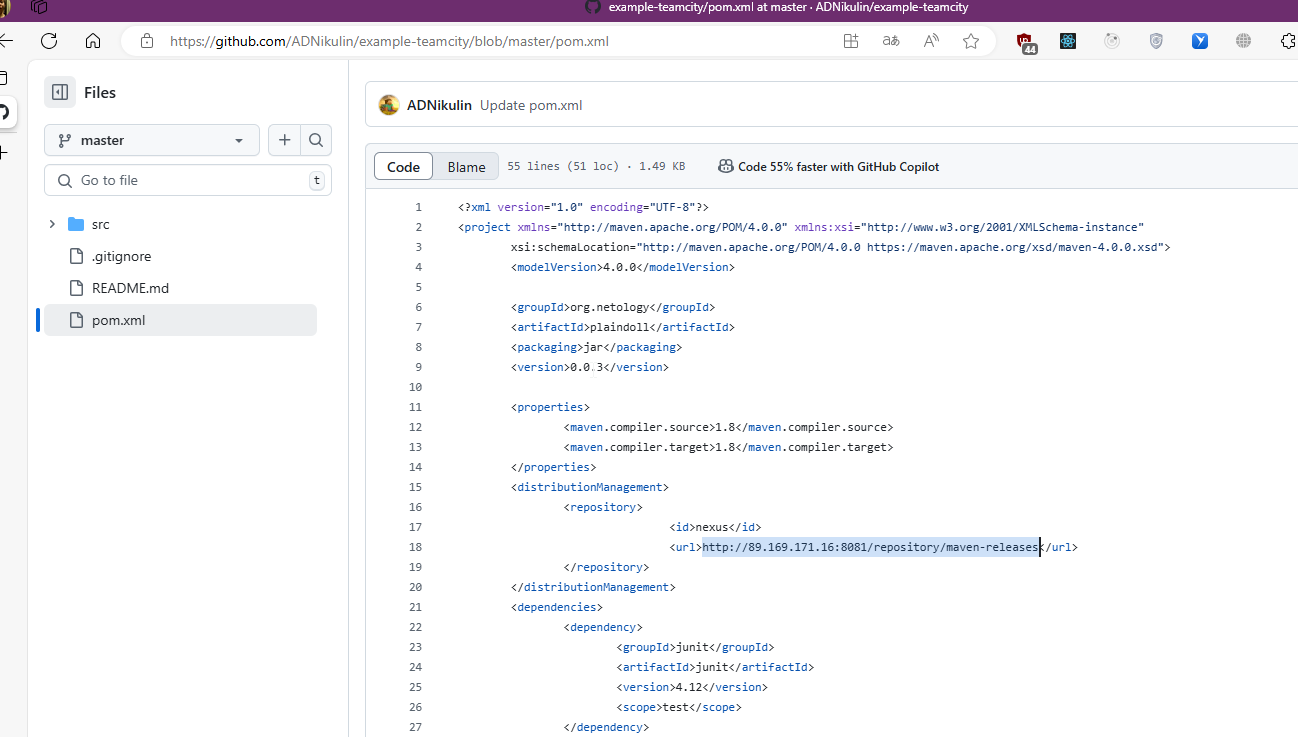 example-teamcity/pom.xml at master · ADNikulin/example-teamcity
https://github.com/ADNikulin/example-teamcity/blob/master/pom.xml
44
Files
master
Go to file
t
src
.gitignore
README.md
pom.xml
ADNikulin Update pom.xml
Code Blame 55 lines (51 loc) · 1.49 KB Code 55% faster with GitHub Copilot
1 <?xml version="1.0" encoding="UTF-8"?>
2 <project xmlns="http://maven.apache.org/POM/4.0.0" xmlns:xsi="http://www.w3.org/2001/XMLSchema-instance"
3 xsi:schemaLocation="http://maven.apache.org/POM/4.0.0 https://maven.apache.org/xsd/maven-4.0.0.xsd">
4 <modelVersion>4.0.0</modelVersion>
5
6 <groupId>org.netology</groupId>
7 <artifactId>plaindoll</artifactId>
8 <packaging>jar</packaging>
9 <version>0.0.3</version>
10
11 <properties>
12 <maven.compiler.source>1.8</maven.compiler.source>
13 <maven.compiler.target>1.8</maven.compiler.target>
14 </properties>
15 <distributionManagement>
16 <repository>
17 <id>nexus</id>
18 <url>http://89.169.171.16:8081/repository/maven-releases</url>
19 </repository>
20 </distributionManagement>
21 <dependencies>
22 <dependency>
23 <groupId>junit</groupId>
24 <artifactId>junit</artifactId>
25 <version>4.12</version>
26 <scope>test</scope>
27 </dependency>